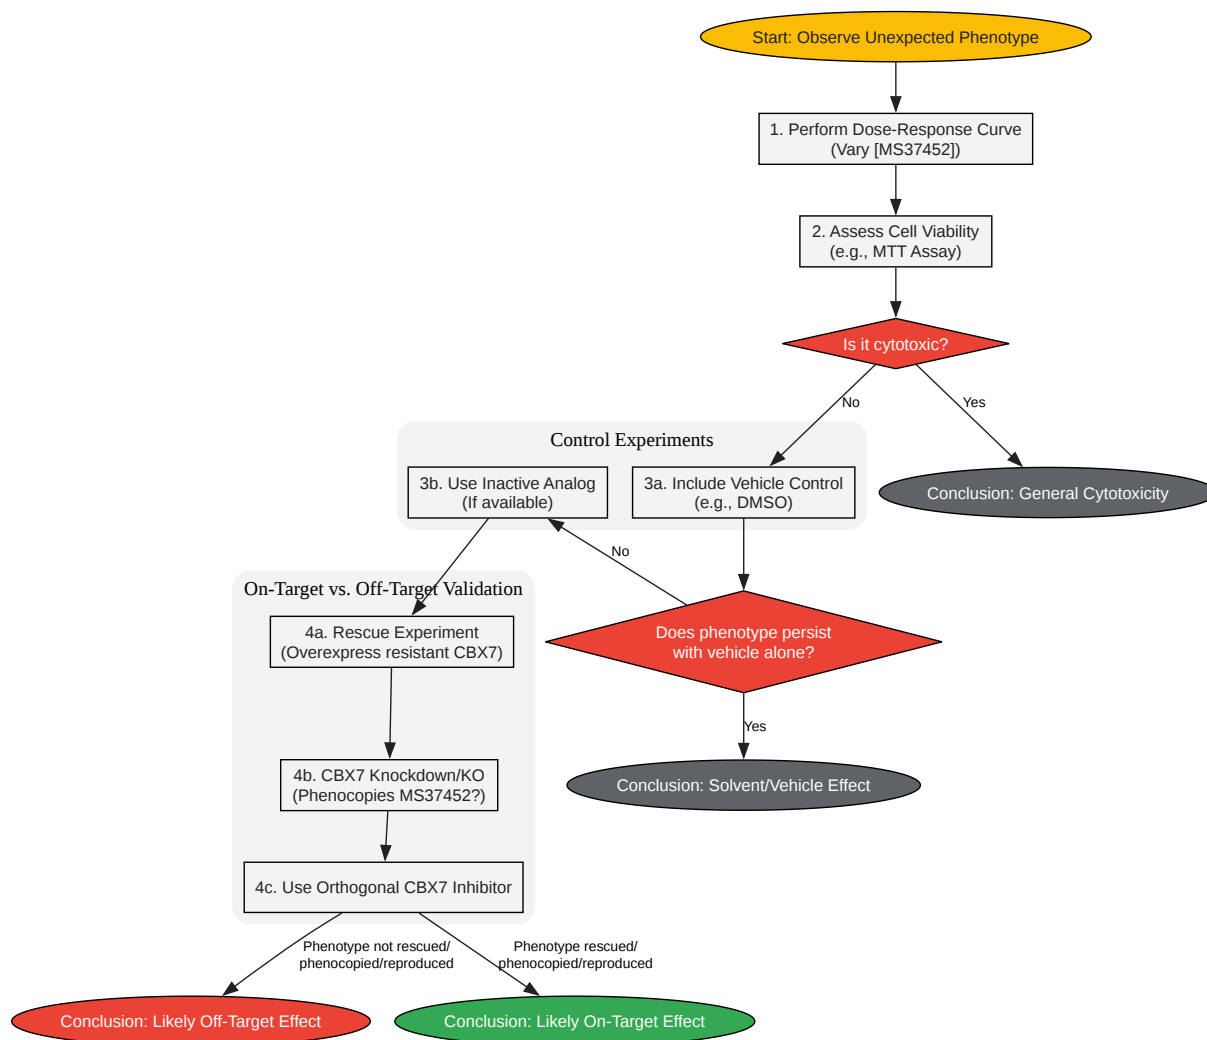 Start: Observe Unexpected Phenotype
1. Perform Dose-Response Curve
(Vary [MS37452])
2. Assess Cell Viability
(e.g., MTT Assay)
Is it cytotoxic?
No
Yes
Control Experiments
3b. Use Inactive Analog
(If available)
3a. Include Vehicle Control
(e.g., DMSO)
Conclusion: General Cytotoxicity
No
On-Target vs. Off-Target Validation
4a. Rescue Experiment
(Overexpress resistant CBX7)
Does phenotype persist
with vehicle alone?
Yes
4b. CBX7 Knockdown/KO
(Phenocopies MS37452?)
Conclusion: Solvent/Vehicle Effect
4c. Use Orthogonal CBX7 Inhibitor
Phenotype not rescued/
phenocopied/reproduced
Phenotype rescued/
phenocopied/reproduced
Conclusion: Likely Off-Target Effect
Conclusion: Likely On-Target Effect